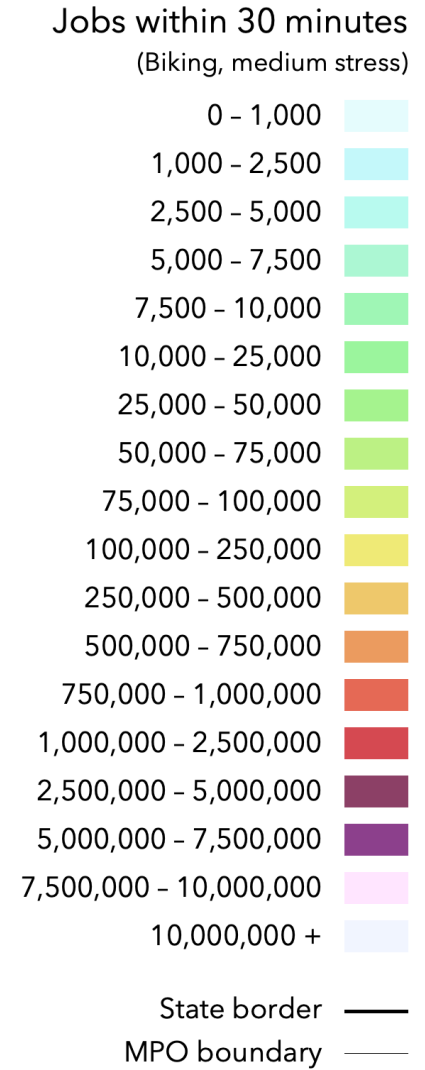 Jobs within 30 minutes
(Biking, medium stress)
0 – 1,000
1,000 – 2,500
2,500 – 5,000
5,000 – 7,500
7,500 – 10,000
10,000 – 25,000
25,000 – 50,000
50,000 – 75,000
75,000 – 100,000
100,000 – 250,000
250,000 – 500,000
500,000 – 750,000
750,000 – 1,000,000
1,000,000 – 2,500,000
2,500,000 – 5,000,000
5,000,000 – 7,500,000
7,500,000 – 10,000,000
10,000,000 +
State border
MPO boundary